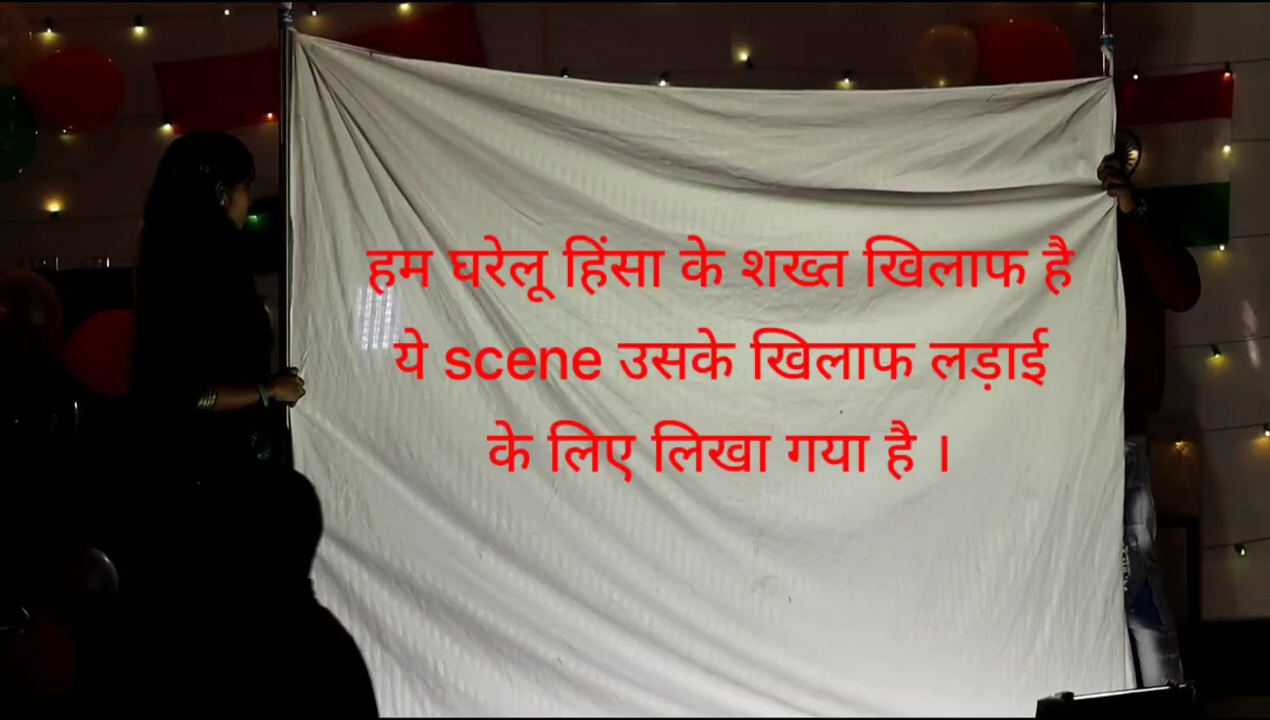 हम घरेलू हिंसा के शख्त खिलाफ है
ये scene उसके खिलाफ लड़ाई
के लिए लिखा गया है ।